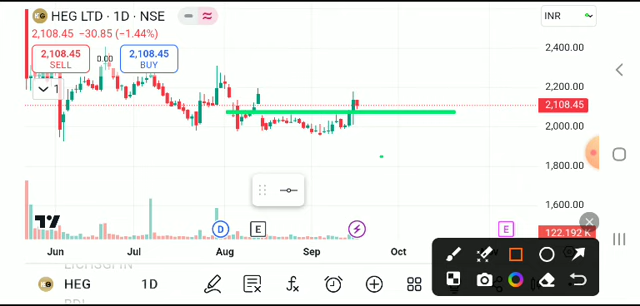 HEG LTD · 1D · NSE
INR
2,108.45 −30.85 (−1.44%)
2,108.45
SELL
0.00
2,108.45
BUY
1
2,400.00
2,200.00
2,108.45
2,000.00
1,800.00
1,600.00
122.192 K
D
E
E
Jun
Jul
Aug
Sep
Oct
HEG
1D